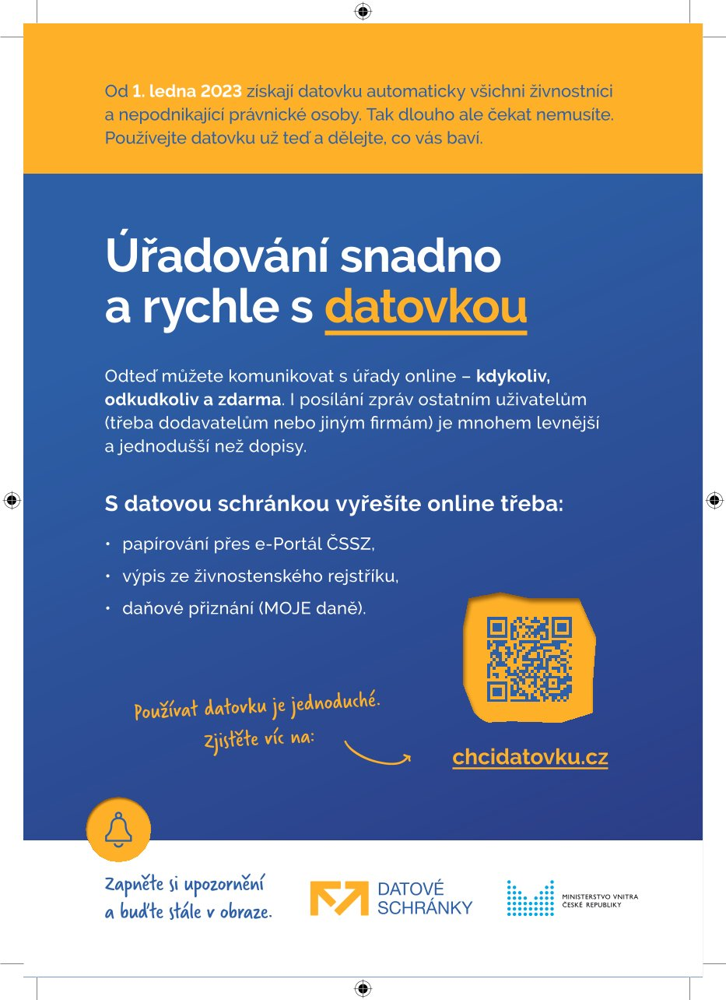 Od 1. ledna 2023 získají datovku automaticky všichni živnostníci
a nepodnikající právnické osoby. Tak dlouho ale čekat nemusíte.
Používejte datovku už teď a dělejte, co vás baví.
Úřadování snadno
a rychle s datovkou
Odteď můžete komunikovat s úřady online – kdykoliv,
odkudkoliv a zdarma. I posílání zpráv ostatním uživatelům
(třeba dodavatelům nebo jiným firmám) je mnohem levnější
a jednodušší než dopisy.
S datovou schránkou vyřešíte online třeba:
• papírování přes e-Portál ČSSZ,
• výpis ze živnostenského rejstříku,
• daňové přiznání (MOJE daně).
Používat datovku je jednoduché.
Zjistěte víc na:
chcidatovku.cz
Zapněte si upozornění
a buďte stále v obraze.
DATOVÉ
SCHRÁNKY
MINISTERSTVO VNITRA
ČESKÉ REPUBLIKY